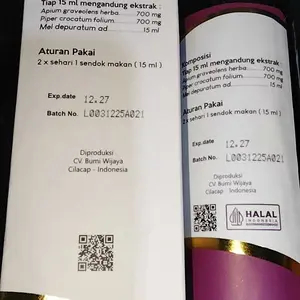 Tiap 15 ml mengandung ekstrak :
Apium graveolens herba. 700 mg
Piper crocatum folium. 700 mg
Mel depuratum ad 15 ml
Aturan Pakai
2 x sehari 1 sendok makan ( 15 ml )
Exp.date 12.27
Batch No. L0031225A021
Diproduksi
CV. Bumi Wijaya
Cilacap - Indonesia
Komposisi
Tiap 15 ml mengandung ekstrak :
Apium graveolens herba. 700 mg
Piper crocatum folium. 700 mg
Mel depuratum ad 15 ml
Aturan Pakai
2 x sehari 1 sendok makan ( 15 ml )
Exp.date 12.27
Batch No. L0031225A021
Diproduksi
CV. Bumi Wijaya
Cilacap - Indonesia
HALAL
INDONESIA